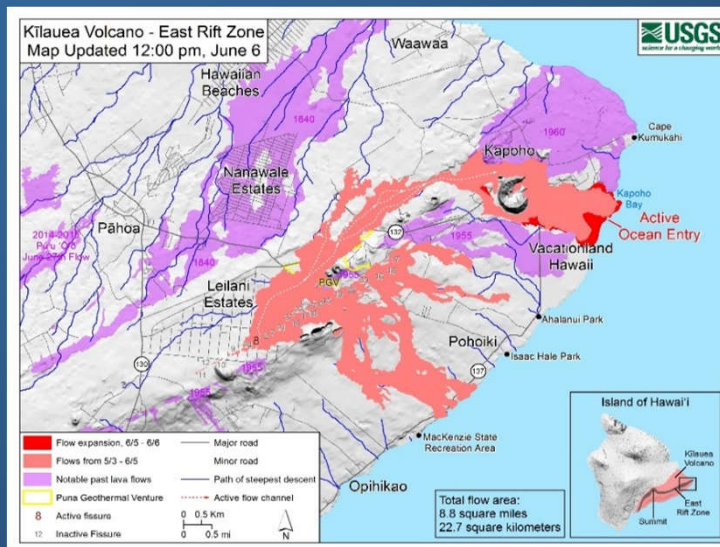 Kīlauea Volcano - East Rift Zone
Map Updated 12:00 pm, June 6
USGS
science for a changing world
Waawaa
Hawaiian
Beaches
1840
1960
Cape
Kumukahi
Kapoho
Nanawale
Estates
Kapoho
Bay
Active
Ocean Entry
Pāhoa
132
2014-2015
Pu'u 'Ō'ō
June 27th Flow
1955
Vacationland
Hawaii
1840
1955
PGV
Leilani
Estates
Ahalanui Park
8
Pohoiki
Isaac Hale Park
130
1955
137
1955
MacKenzie State
Recreation Area
Opihikao
Flow expansion, 6/5 - 6/6
Flows from 5/3 - 6/5
Notable past lava flows
Puna Geothermal Venture
8 Active fissure
12 Inactive Fissure
Major road
Minor road
Path of steepest descent
Active flow channel
0 0.5 Km
0 0.5 mi
N
Total flow area:
8.8 square miles
22.7 square kilometers
Island of Hawai'i
Kīlauea
Volcano
East
Rift Zone
Summit